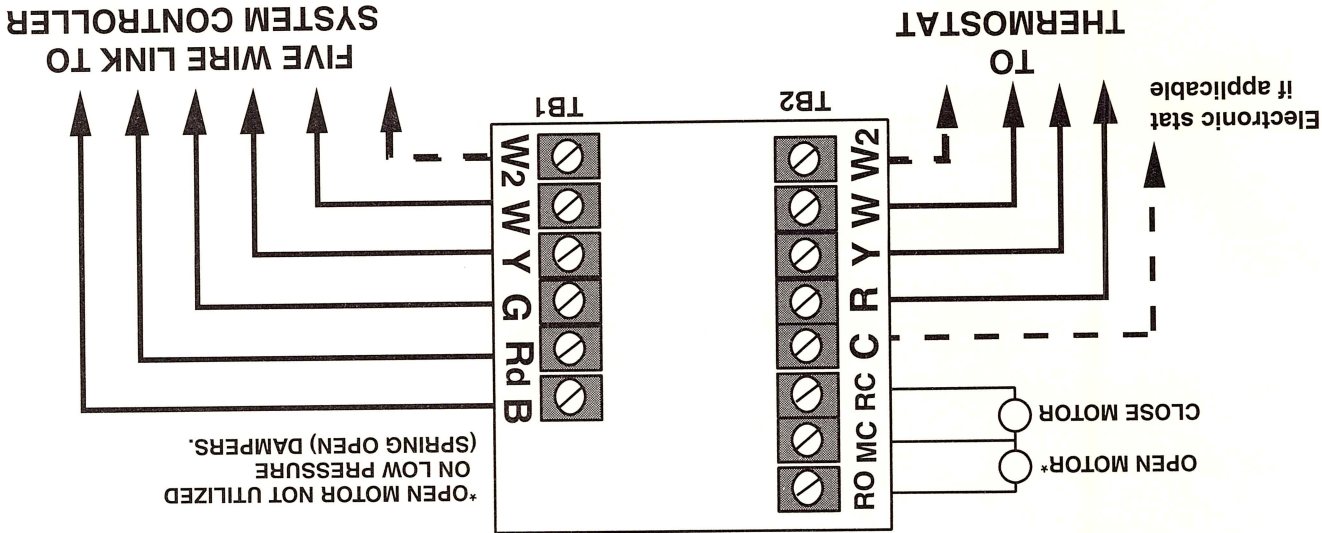 *OPEN MOTOR NOT UTILIZED
ON LOW PRESSURE
(SPRING OPEN) DAMPERS.
OPEN MOTOR*
CLOSE MOTOR
RO MC RC C R Y W W2
B Rd G Y W W2
TB2
TB1
Electronic stat
if applicable
TO
THERMOSTAT
FIVE WIRE LINK TO
SYSTEM CONTROLLER